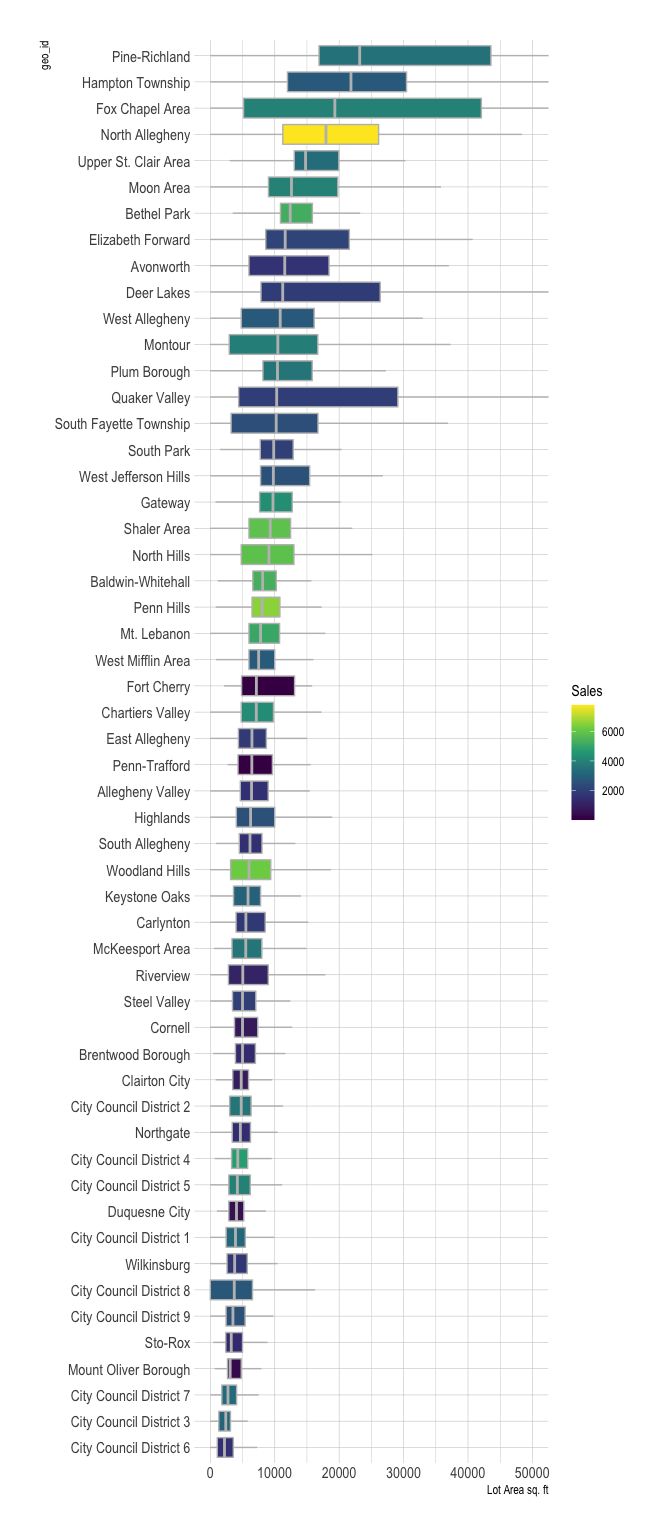 geo_id
Pine-Richland
Hampton Township
Fox Chapel Area
North Allegheny
Upper St. Clair Area
Moon Area
Bethel Park
Elizabeth Forward
Avonworth
Deer Lakes
West Allegheny
Montour
Plum Borough
Quaker Valley
South Fayette Township
South Park
West Jefferson Hills
Gateway
Shaler Area
North Hills
Baldwin-Whitehall
Penn Hills
Mt. Lebanon
West Mifflin Area
Fort Cherry
Chartiers Valley
East Allegheny
Penn-Trafford
Allegheny Valley
Highlands
South Allegheny
Woodland Hills
Keystone Oaks
Carlynton
McKeesport Area
Riverview
Steel Valley
Cornell
Brentwood Borough
Clairton City
City Council District 2
Northgate
City Council District 4
City Council District 5
Duquesne City
City Council District 1
Wilkinsburg
City Council District 8
City Council District 9
Sto-Rox
Mount Oliver Borough
City Council District 7
City Council District 3
City Council District 6
0 10000 20000 30000 40000 50000
Lot Area sq. ft
Sales
6000
4000
2000